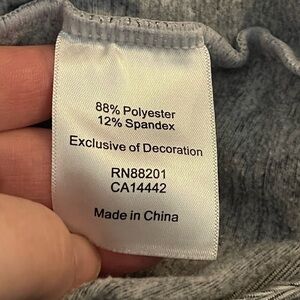 88% Polyester
12% Spandex
Exclusive of Decoration
RN88201
CA14442
Made in China